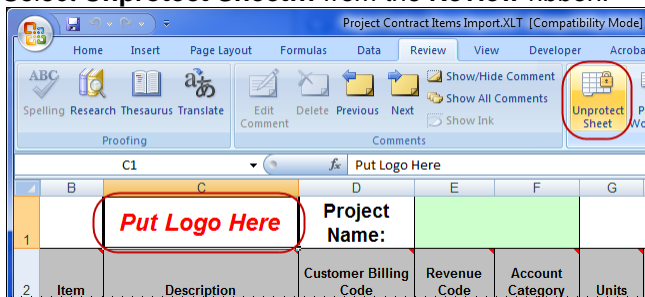 Select Unprotect Sheet... from the Review ribbon.
Project Contract Items Import.XLT [Compatibility Mode]
Home Insert Page Layout Formulas Data Review View Developer Acroba
ABC
Spelling Research Thesaurus Translate
Edit Comment
Delete Previous Next
Show/Hide Comment
Show All Comments
Show Ink
Unprotect Sheet
Proofing Comments
C1 fx Put Logo Here
B C D E F G
1 Put Logo Here Project Name:
2 Item Description Customer Billing Code Revenue Code Account Category Units